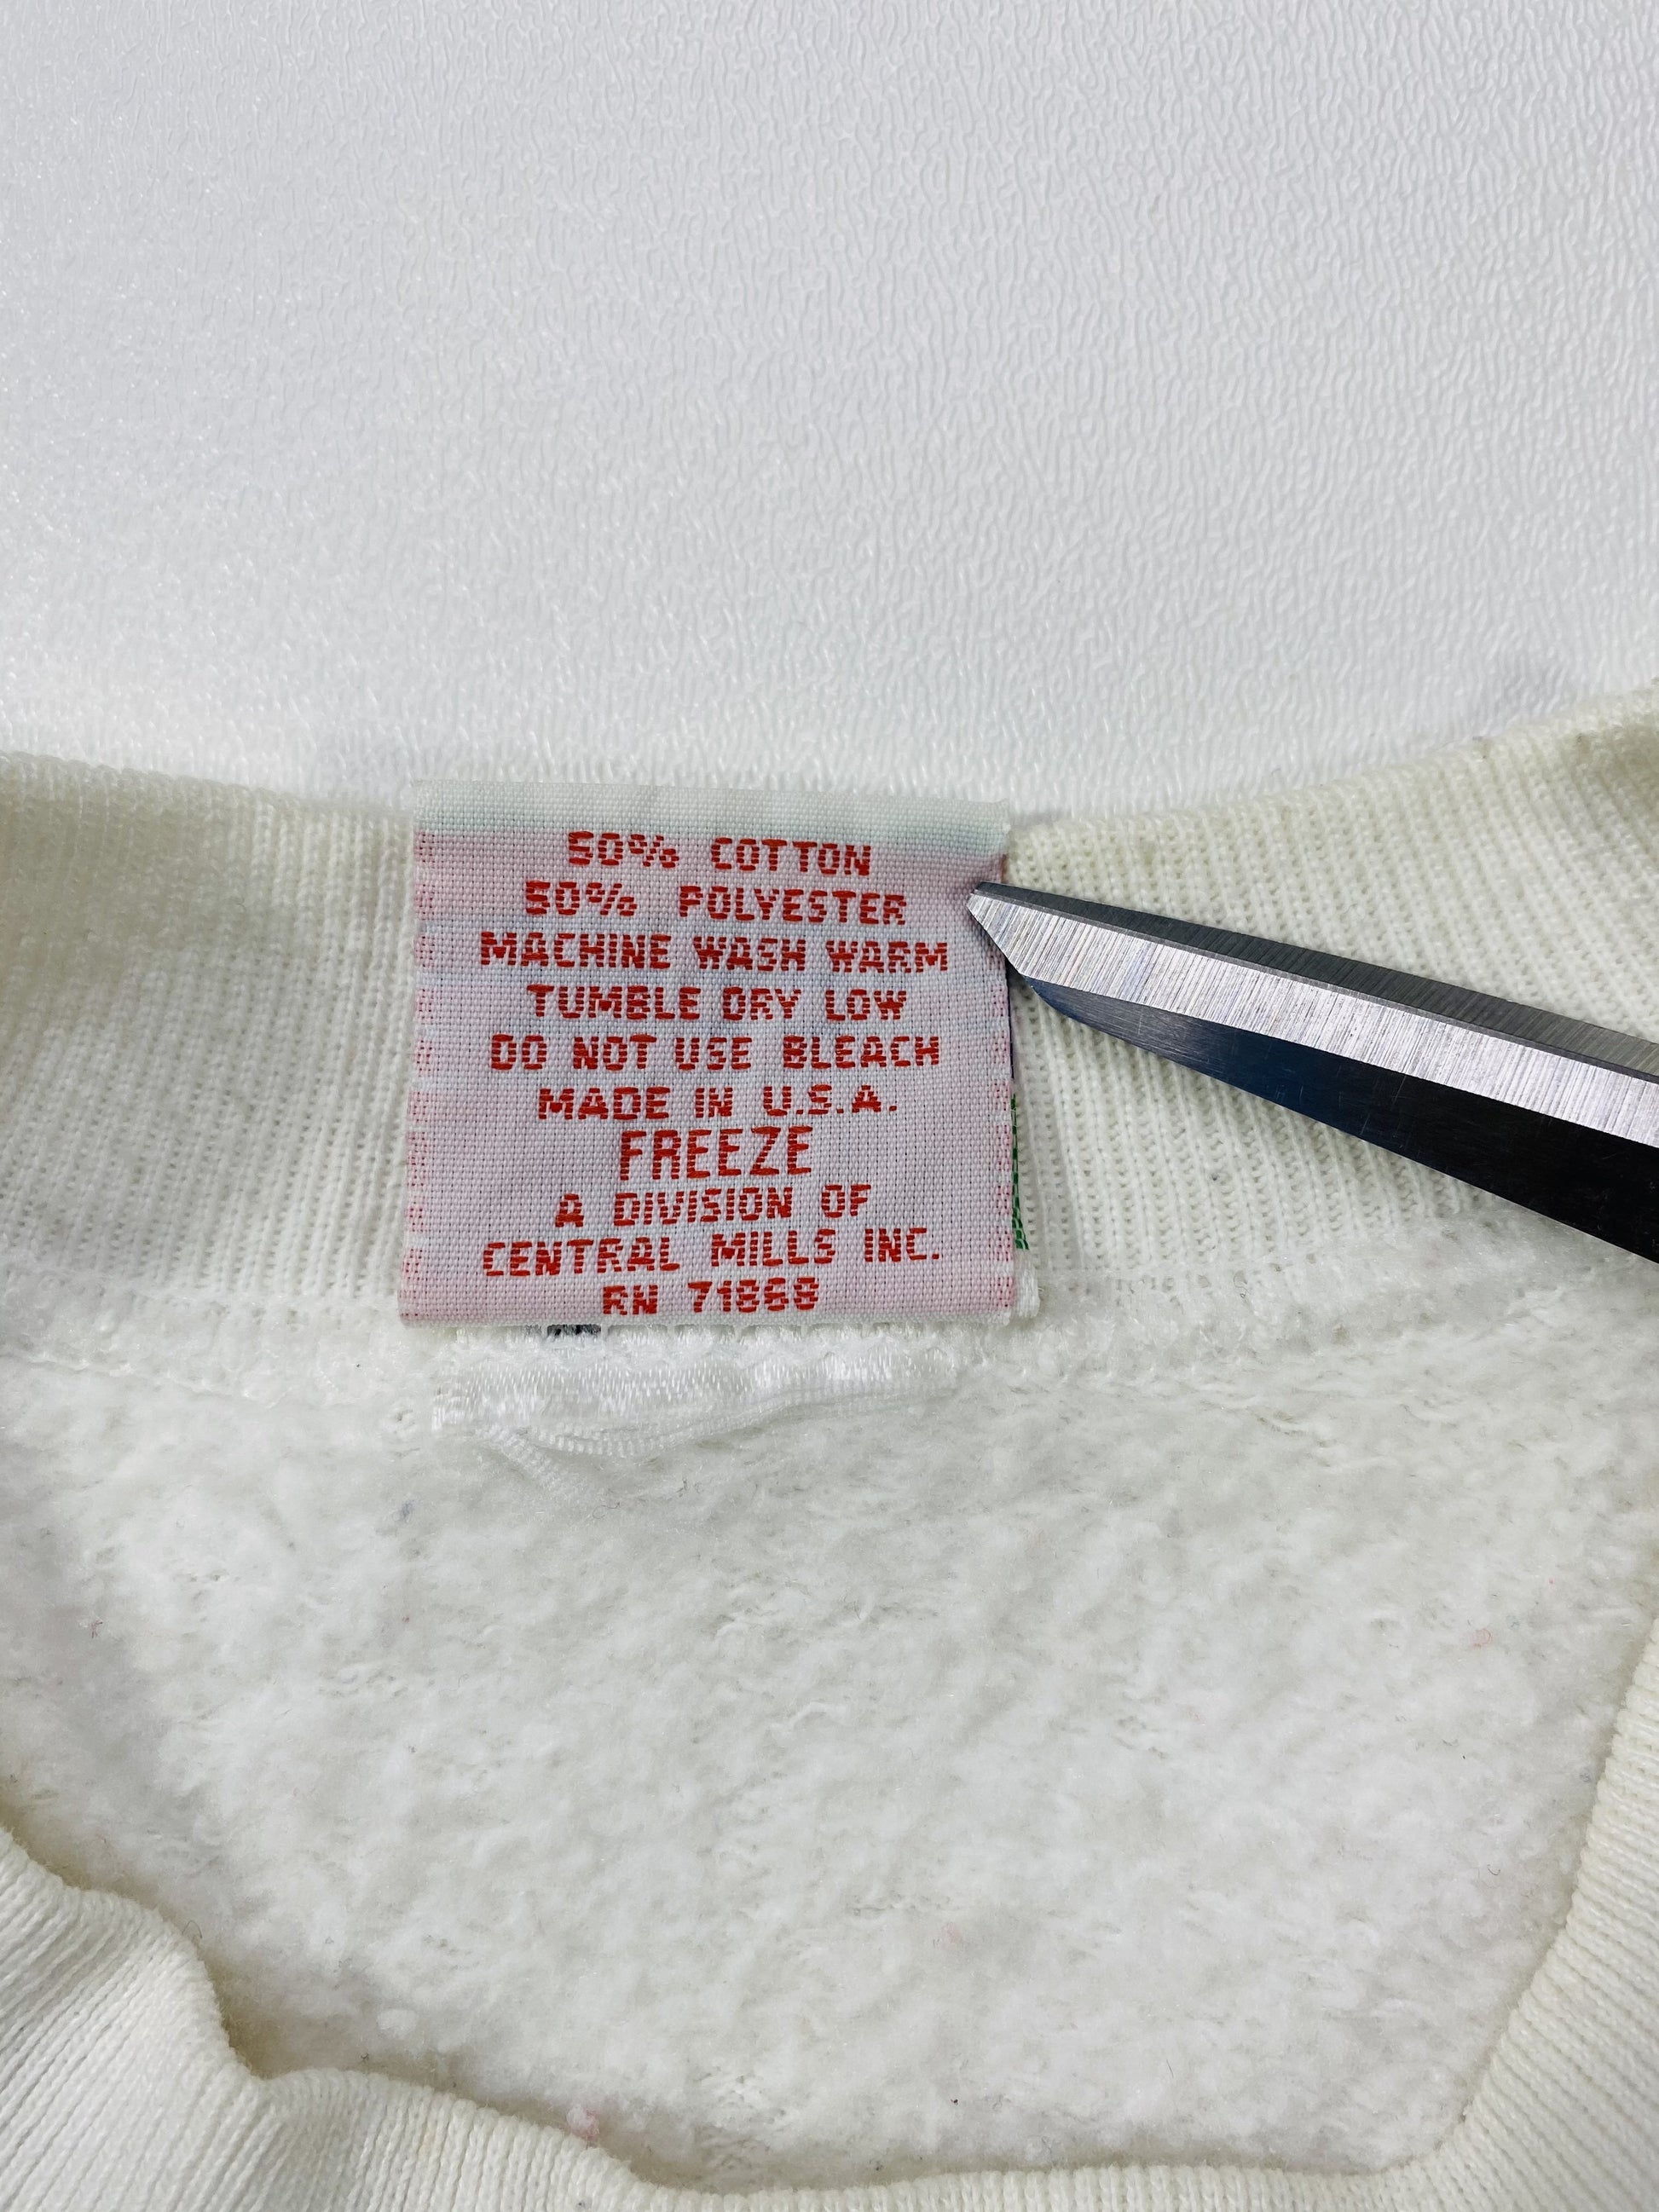 50% COTTON
50% POLYESTER
MACHINE WASH WARM
TUMBLE DRY LOW
DO NOT USE BLEACH
MADE IN U.S.A.
FREEZE
A DIVISION OF
CENTRAL MILLS INC.
RN 71868